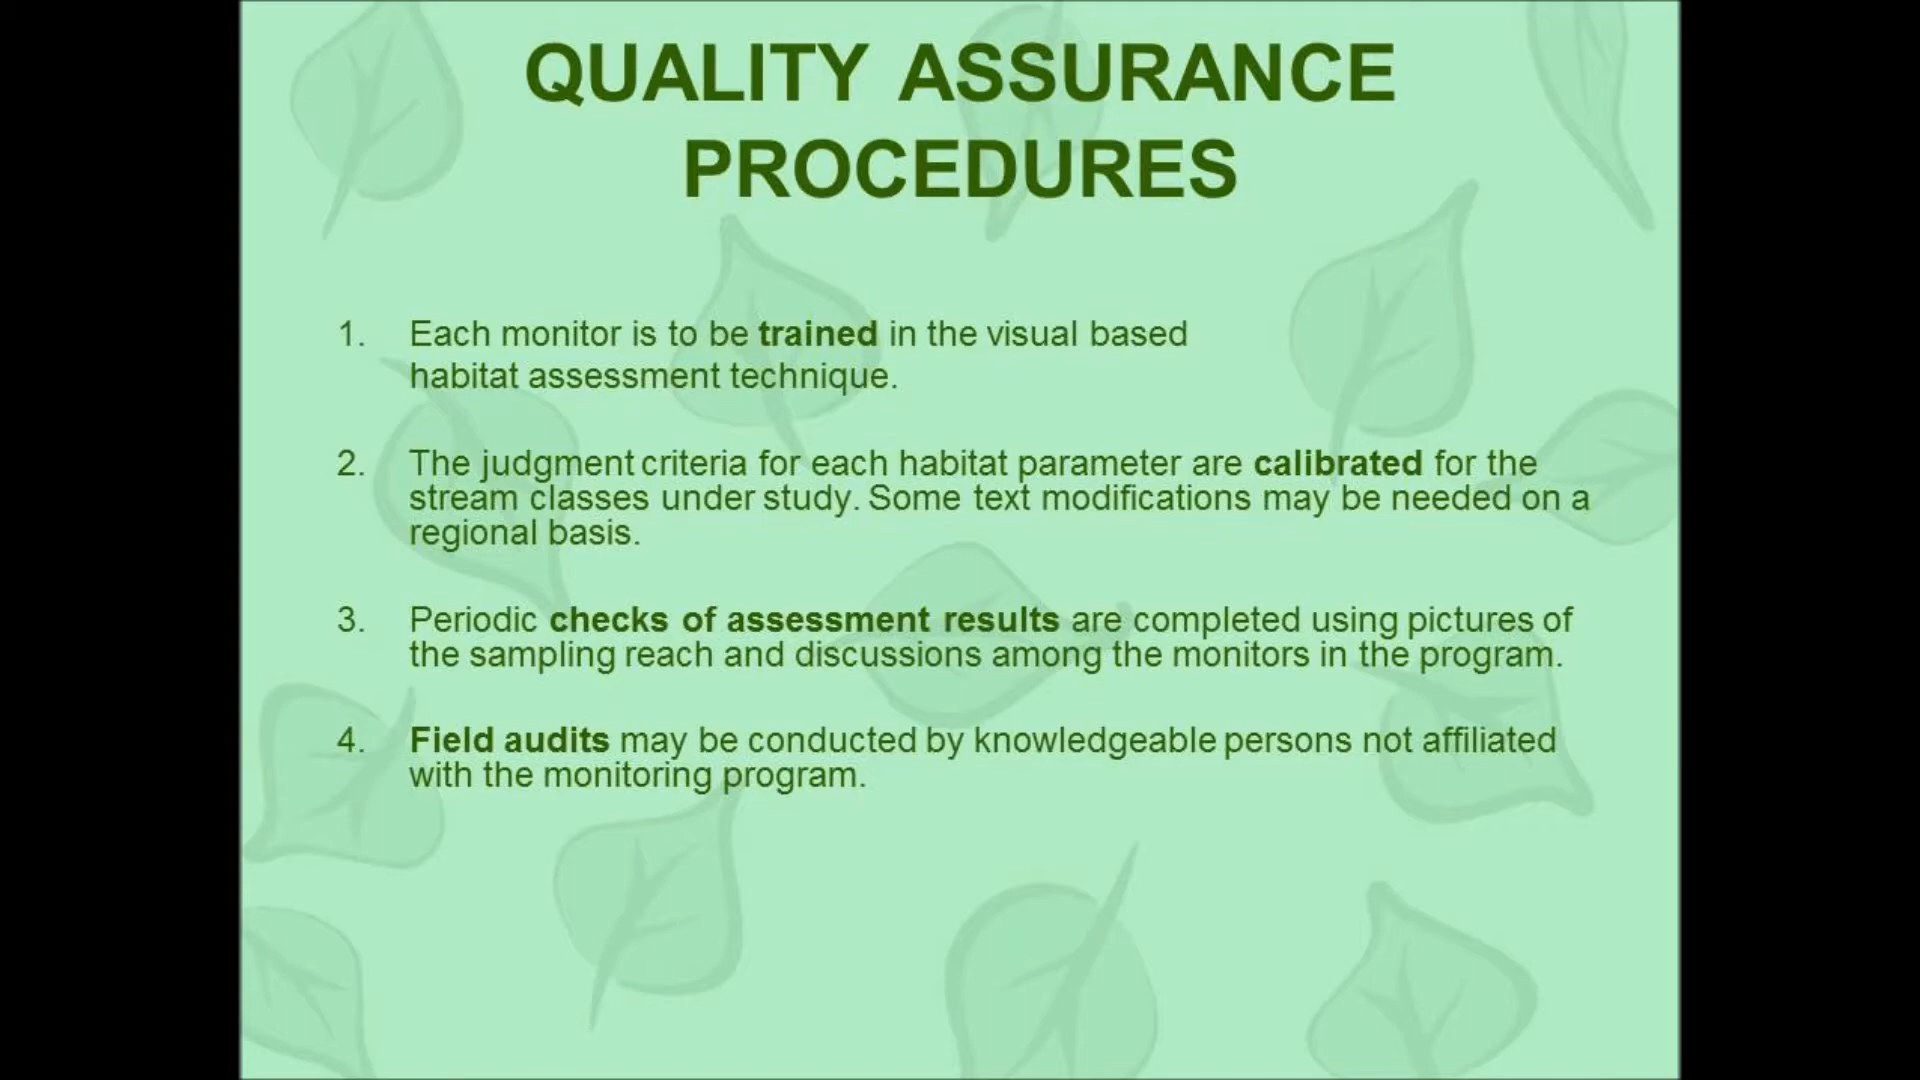 QUALITY ASSURANCE
PROCEDURES
1. Each monitor is to be trained in the visual based
habitat assessment technique.
2. The judgment criteria for each habitat parameter are calibrated for the
stream classes under study. Some text modifications may be needed on a
regional basis.
3. Periodic checks of assessment results are completed using pictures of
the sampling reach and discussions among the monitors in the program.
4. Field audits may be conducted by knowledgeable persons not affiliated
with the monitoring program.